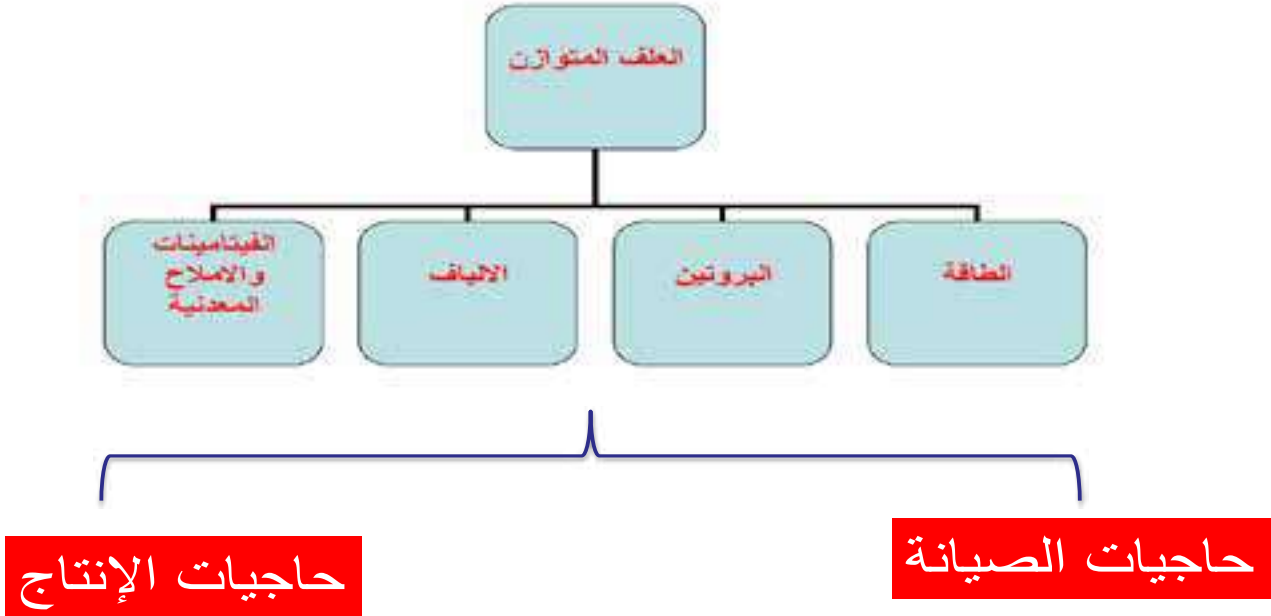 العلف المتوازن
الطاقة
البروتين
الالياف
الفيتامينات
والاملاح
المعدنية
حاجيات الصيانة
حاجيات الإنتاج